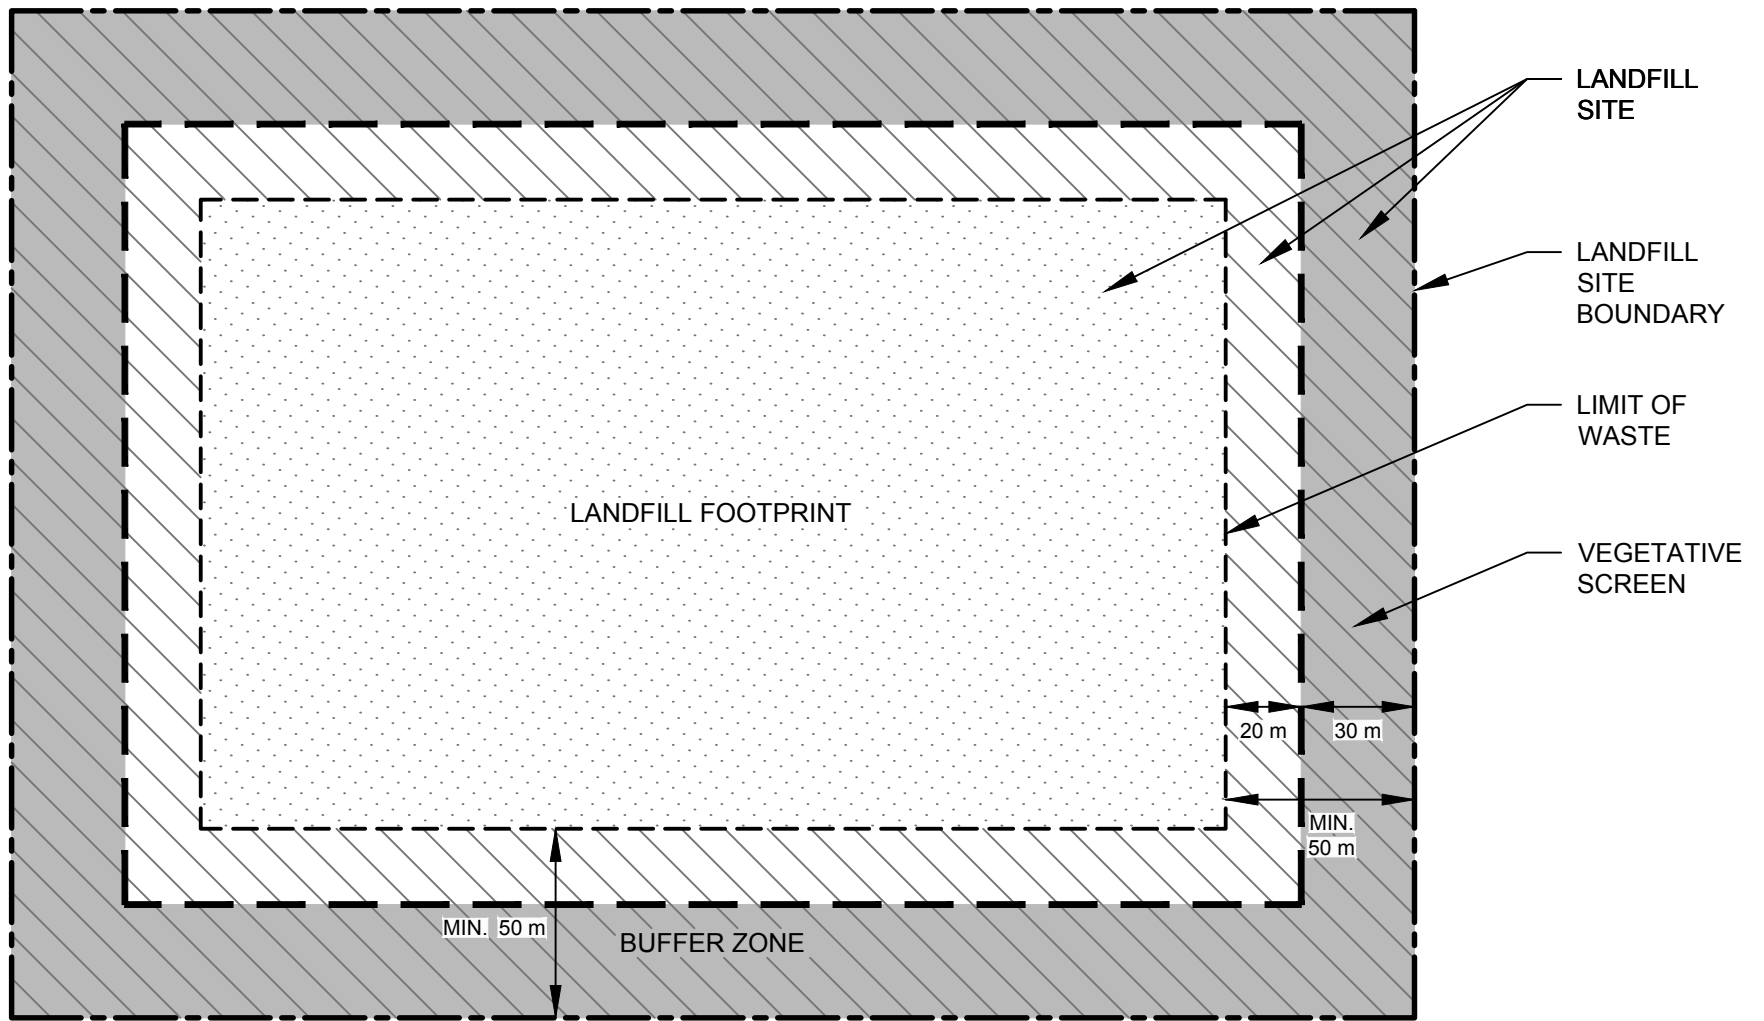 LANDFILL
SITE
LANDFILL
SITE
BOUNDARY
LIMIT OF
WASTE
LANDFILL FOOTPRINT
VEGETATIVE
SCREEN
20 m
30 m
MIN.
50 m
MIN. 50 m
BUFFER ZONE